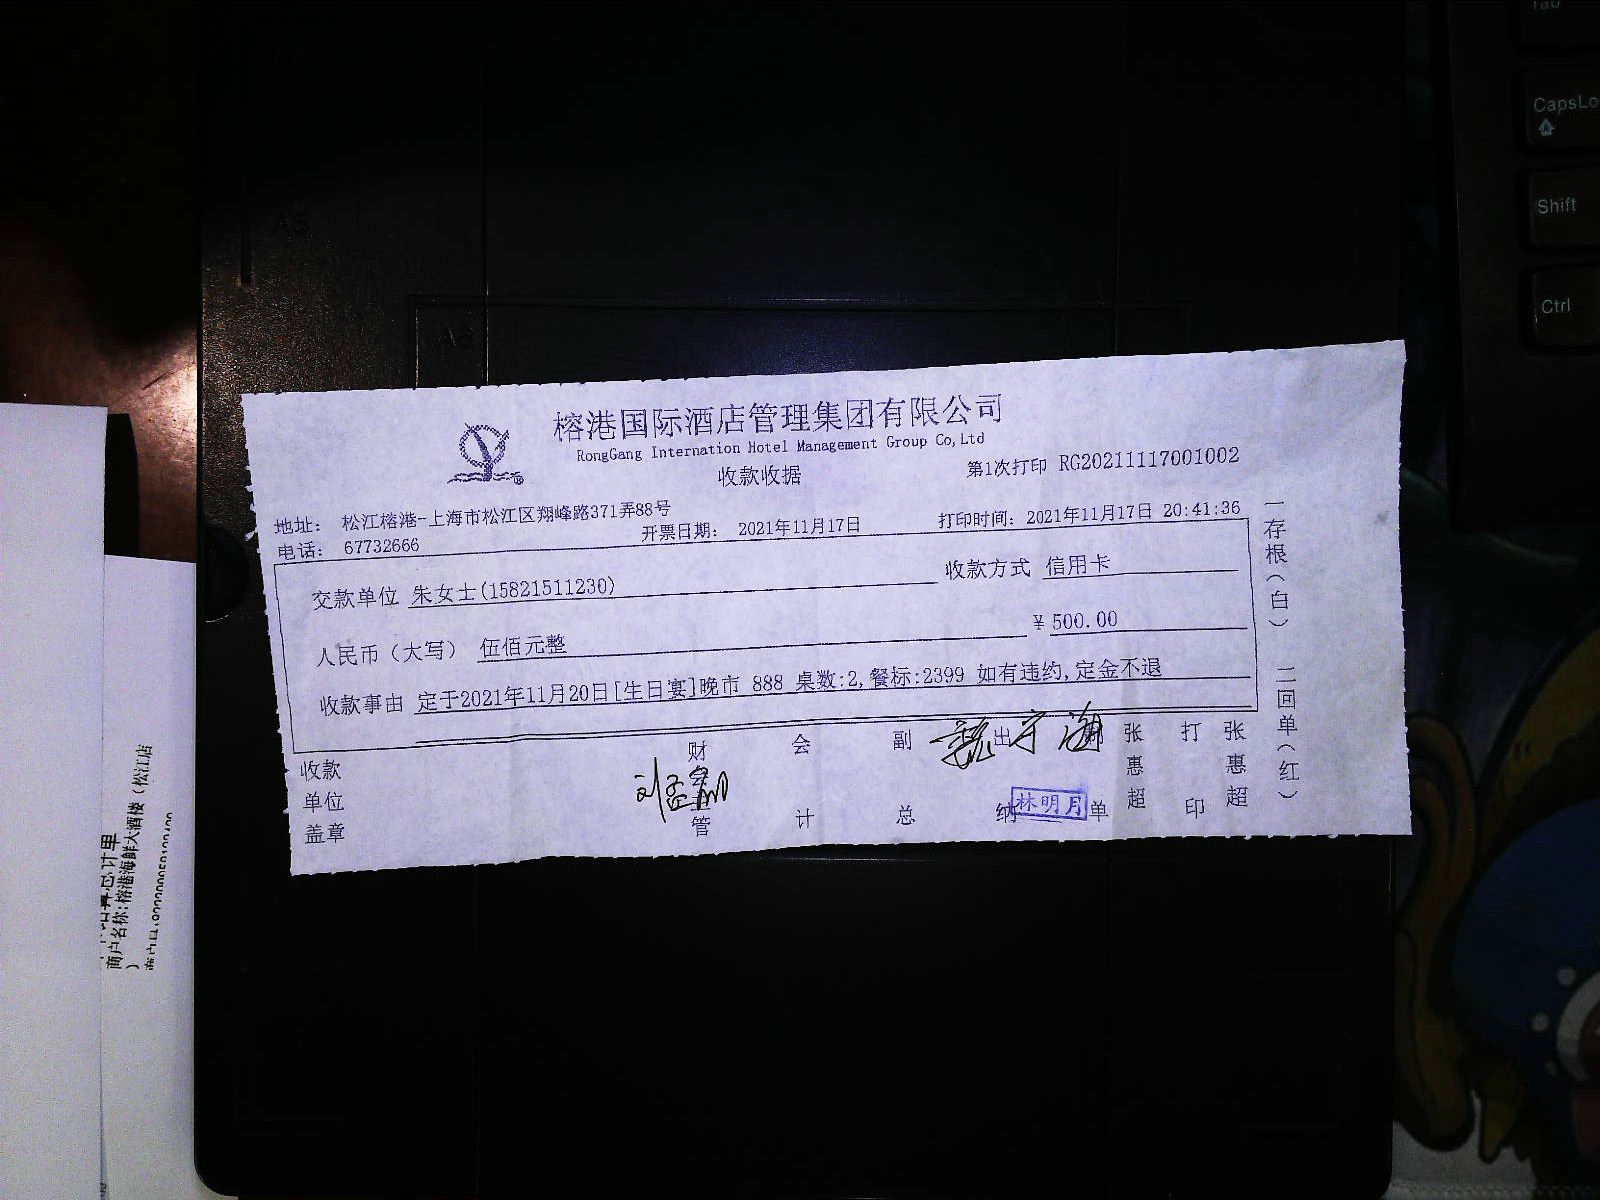 榕港国际酒店管理集团有限公司
RongGang Internation Hotel Management Group Co,Ltd
收款收据
第1次打印 RG20211117001002
地址： 松江榕港-上海市松江区翔峰路371弄88号
电话： 67732666
开票日期： 2021年11月17日
打印时间：2021年11月17日 20:41:36
交款单位 朱女士(15821511230)
收款方式 信用卡
人民币（大写） 伍佰元整
￥500.00
收款事由 定于2021年11月20日[生日宴]晚市 888 桌数:2,餐标:2399 如有违约,定金不退
收款单位盖章
财 管
会计
副总
出纳
林明月
单
张惠超
打印
张惠超
一存根（白） 二回单（红）
商户名称:榕港海鲜大酒楼（松江店
）
CapsLo
Shift
Ctrl
Tab
A5